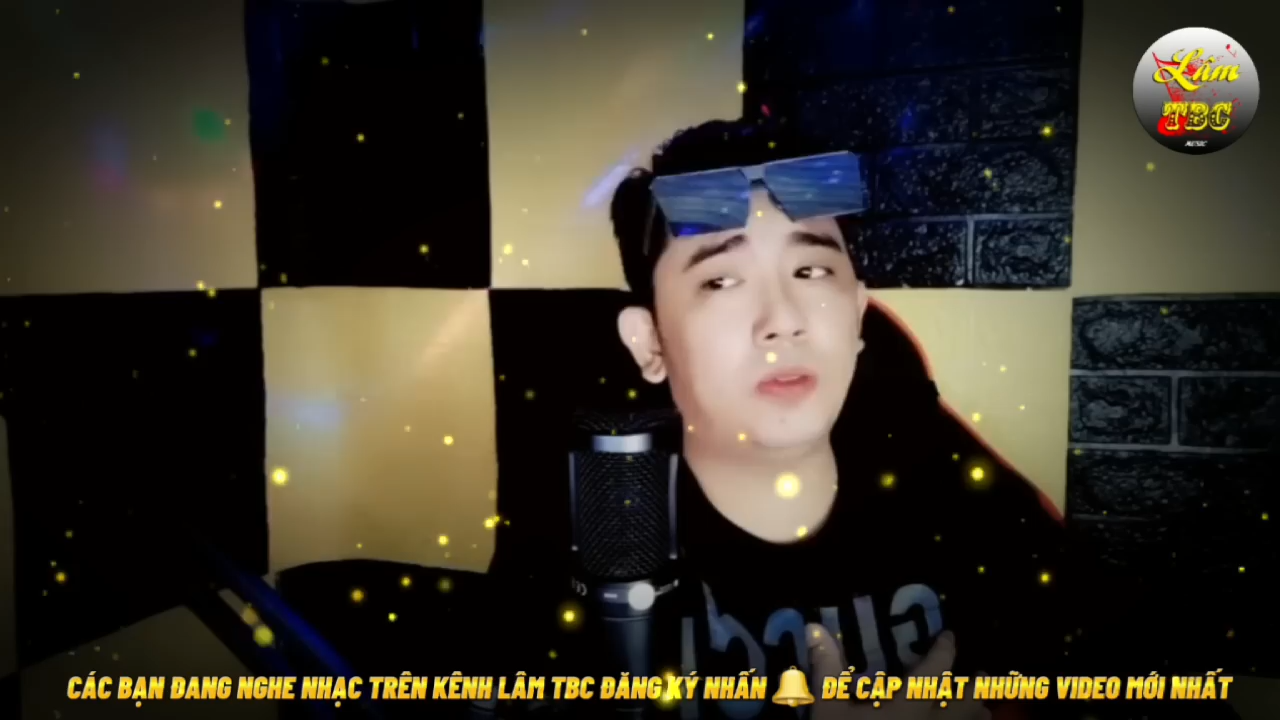 Lâm
TBC
MUSIC
CÁC BẠN ĐANG NGHE NHẠC TRÊN KÊNH LÂM TBC ĐĂNG KÝ NHẤN 🔔 ĐỂ CẬP NHẬT NHỮNG VIDEO MỚI NHẤT